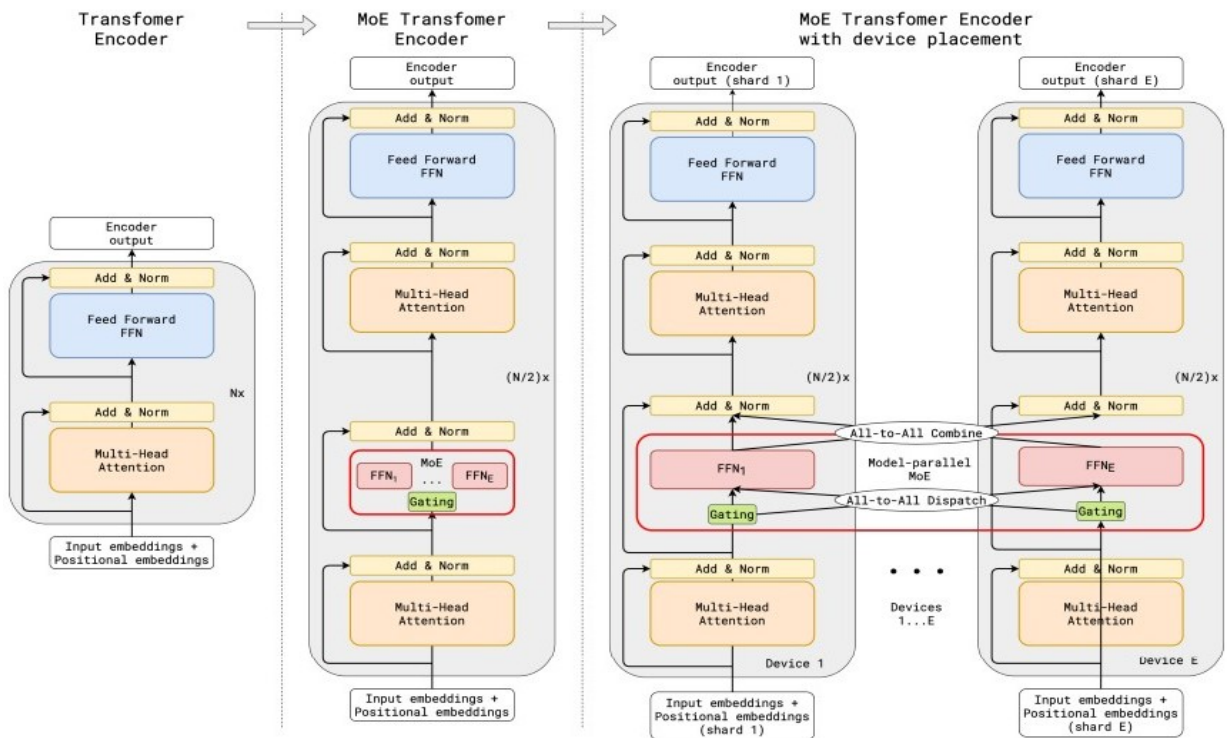 Transfomer
Encoder
Encoder
output
Add & Norm
Feed Forward
FFN
Nx
Add & Norm
Multi-Head
Attention
Input embeddings +
Positional embeddings
MoE Transfomer
Encoder
Encoder
output
Add & Norm
Feed Forward
FFN
Add & Norm
Multi-Head
Attention
(N/2)x
Add & Norm
MoE
FFN1 ... FFNE
Gating
Add & Norm
Multi-Head
Attention
Input embeddings +
Positional embeddings
MoE Transfomer Encoder
with device placement
Encoder
output (shard 1)
Add & Norm
Feed Forward
FFN
Add & Norm
Multi-Head
Attention
(N/2)x
Add & Norm
FFN1
Gating
Add & Norm
Multi-Head
Attention
Device 1
Input embeddings +
Positional embeddings
(shard 1)
All-to-All Combine
Model-parallel
MoE
All-to-All Dispatch
Devices
1...E
Encoder
output (shard E)
Add & Norm
Feed Forward
FFN
Add & Norm
Multi-Head
Attention
(N/2)x
Add & Norm
FFNE
Gating
Add & Norm
Multi-Head
Attention
Device E
Input embeddings +
Positional embeddings
(shard E)